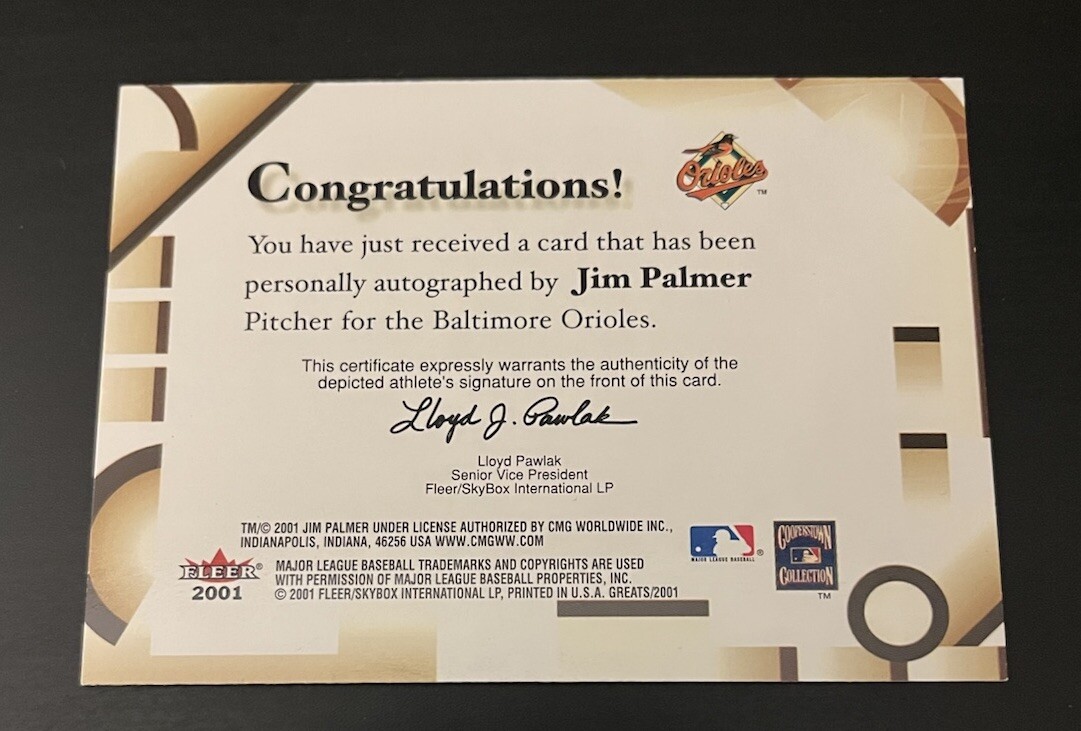 Congratulations!
Orioles
TM
You have just received a card that has been
personally autographed by Jim Palmer
Pitcher for the Baltimore Orioles.
This certificate expressly warrants the authenticity of the
depicted athlete's signature on the front of this card.
Lloyd J. Pawlak
Lloyd Pawlak
Senior Vice President
Fleer/SkyBox International LP
TM/© 2001 JIM PALMER UNDER LICENSE AUTHORIZED BY CMG WORLDWIDE INC.,
INDIANAPOLIS, INDIANA, 46256 USA WWW.CMGWW.COM
FLEER®
2001
MAJOR LEAGUE BASEBALL TRADEMARKS AND COPYRIGHTS ARE USED
WITH PERMISSION OF MAJOR LEAGUE BASEBALL PROPERTIES, INC.
© 2001 FLEER/SKYBOX INTERNATIONAL LP, PRINTED IN U.S.A. GREATS/2001
MAJOR LEAGUE BASEBALL ®
COOPERSTOWN
COLLECTION
TM